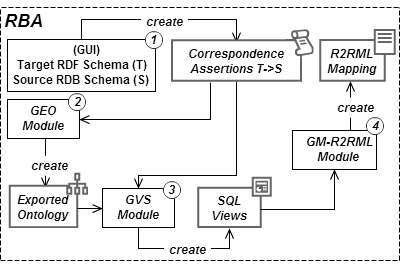 RBA
create
1
(GUI)
Target RDF Schema (T)
Source RDB Schema (S)
Correspondence
Assertions T->S
R2RML
Mapping
2
GEO
Module
create
4
GM-R2RML
Module
create
Exported
Ontology
3
GVS
Module
SQL
Views
create